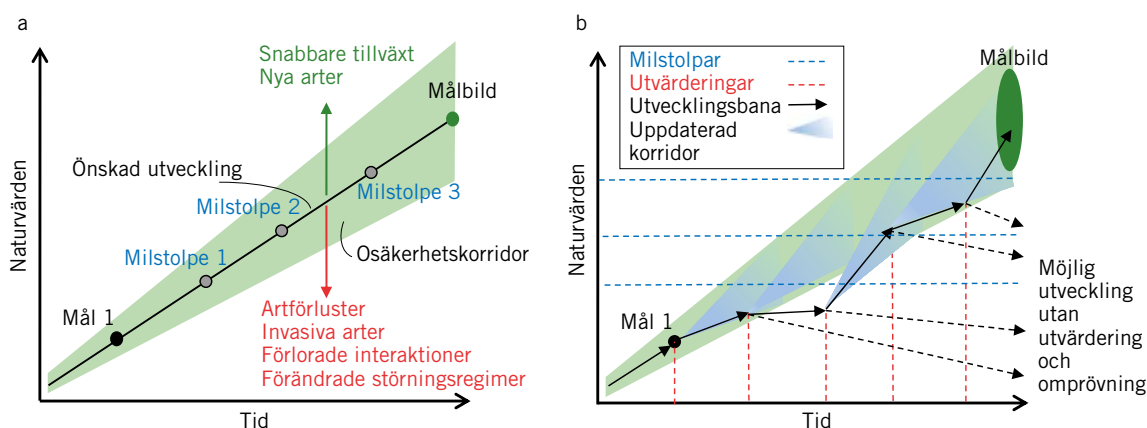 a
Snabbare tillväxt
Nya arter
Målbild
Önskad utveckling
Milstolpe 2
Milstolpe 3
Milstolpe 1
Osäkerhetskorridor
Mål 1
Artförluster
Invasiva arter
Förlorade interaktioner
Förändrade störningsregimer
Naturvärden
Tid
b
Milstolpar
Utvärderingar
Utvecklingsbana
Uppdaterad
korridor
Målbild
Mål 1
Möjlig
utveckling
utan
utvärdering
och
omprövning
Naturvärden
Tid